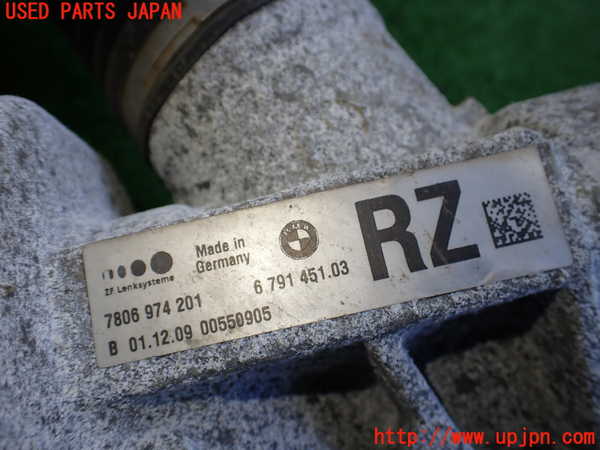 USED PARTS JAPAN
ZF Lenksysteme
Made in
Germany
BMW
RZ
7806 974 201
6 791 451.03
B 01.12.09 00550905
http://www.upjpn.com/